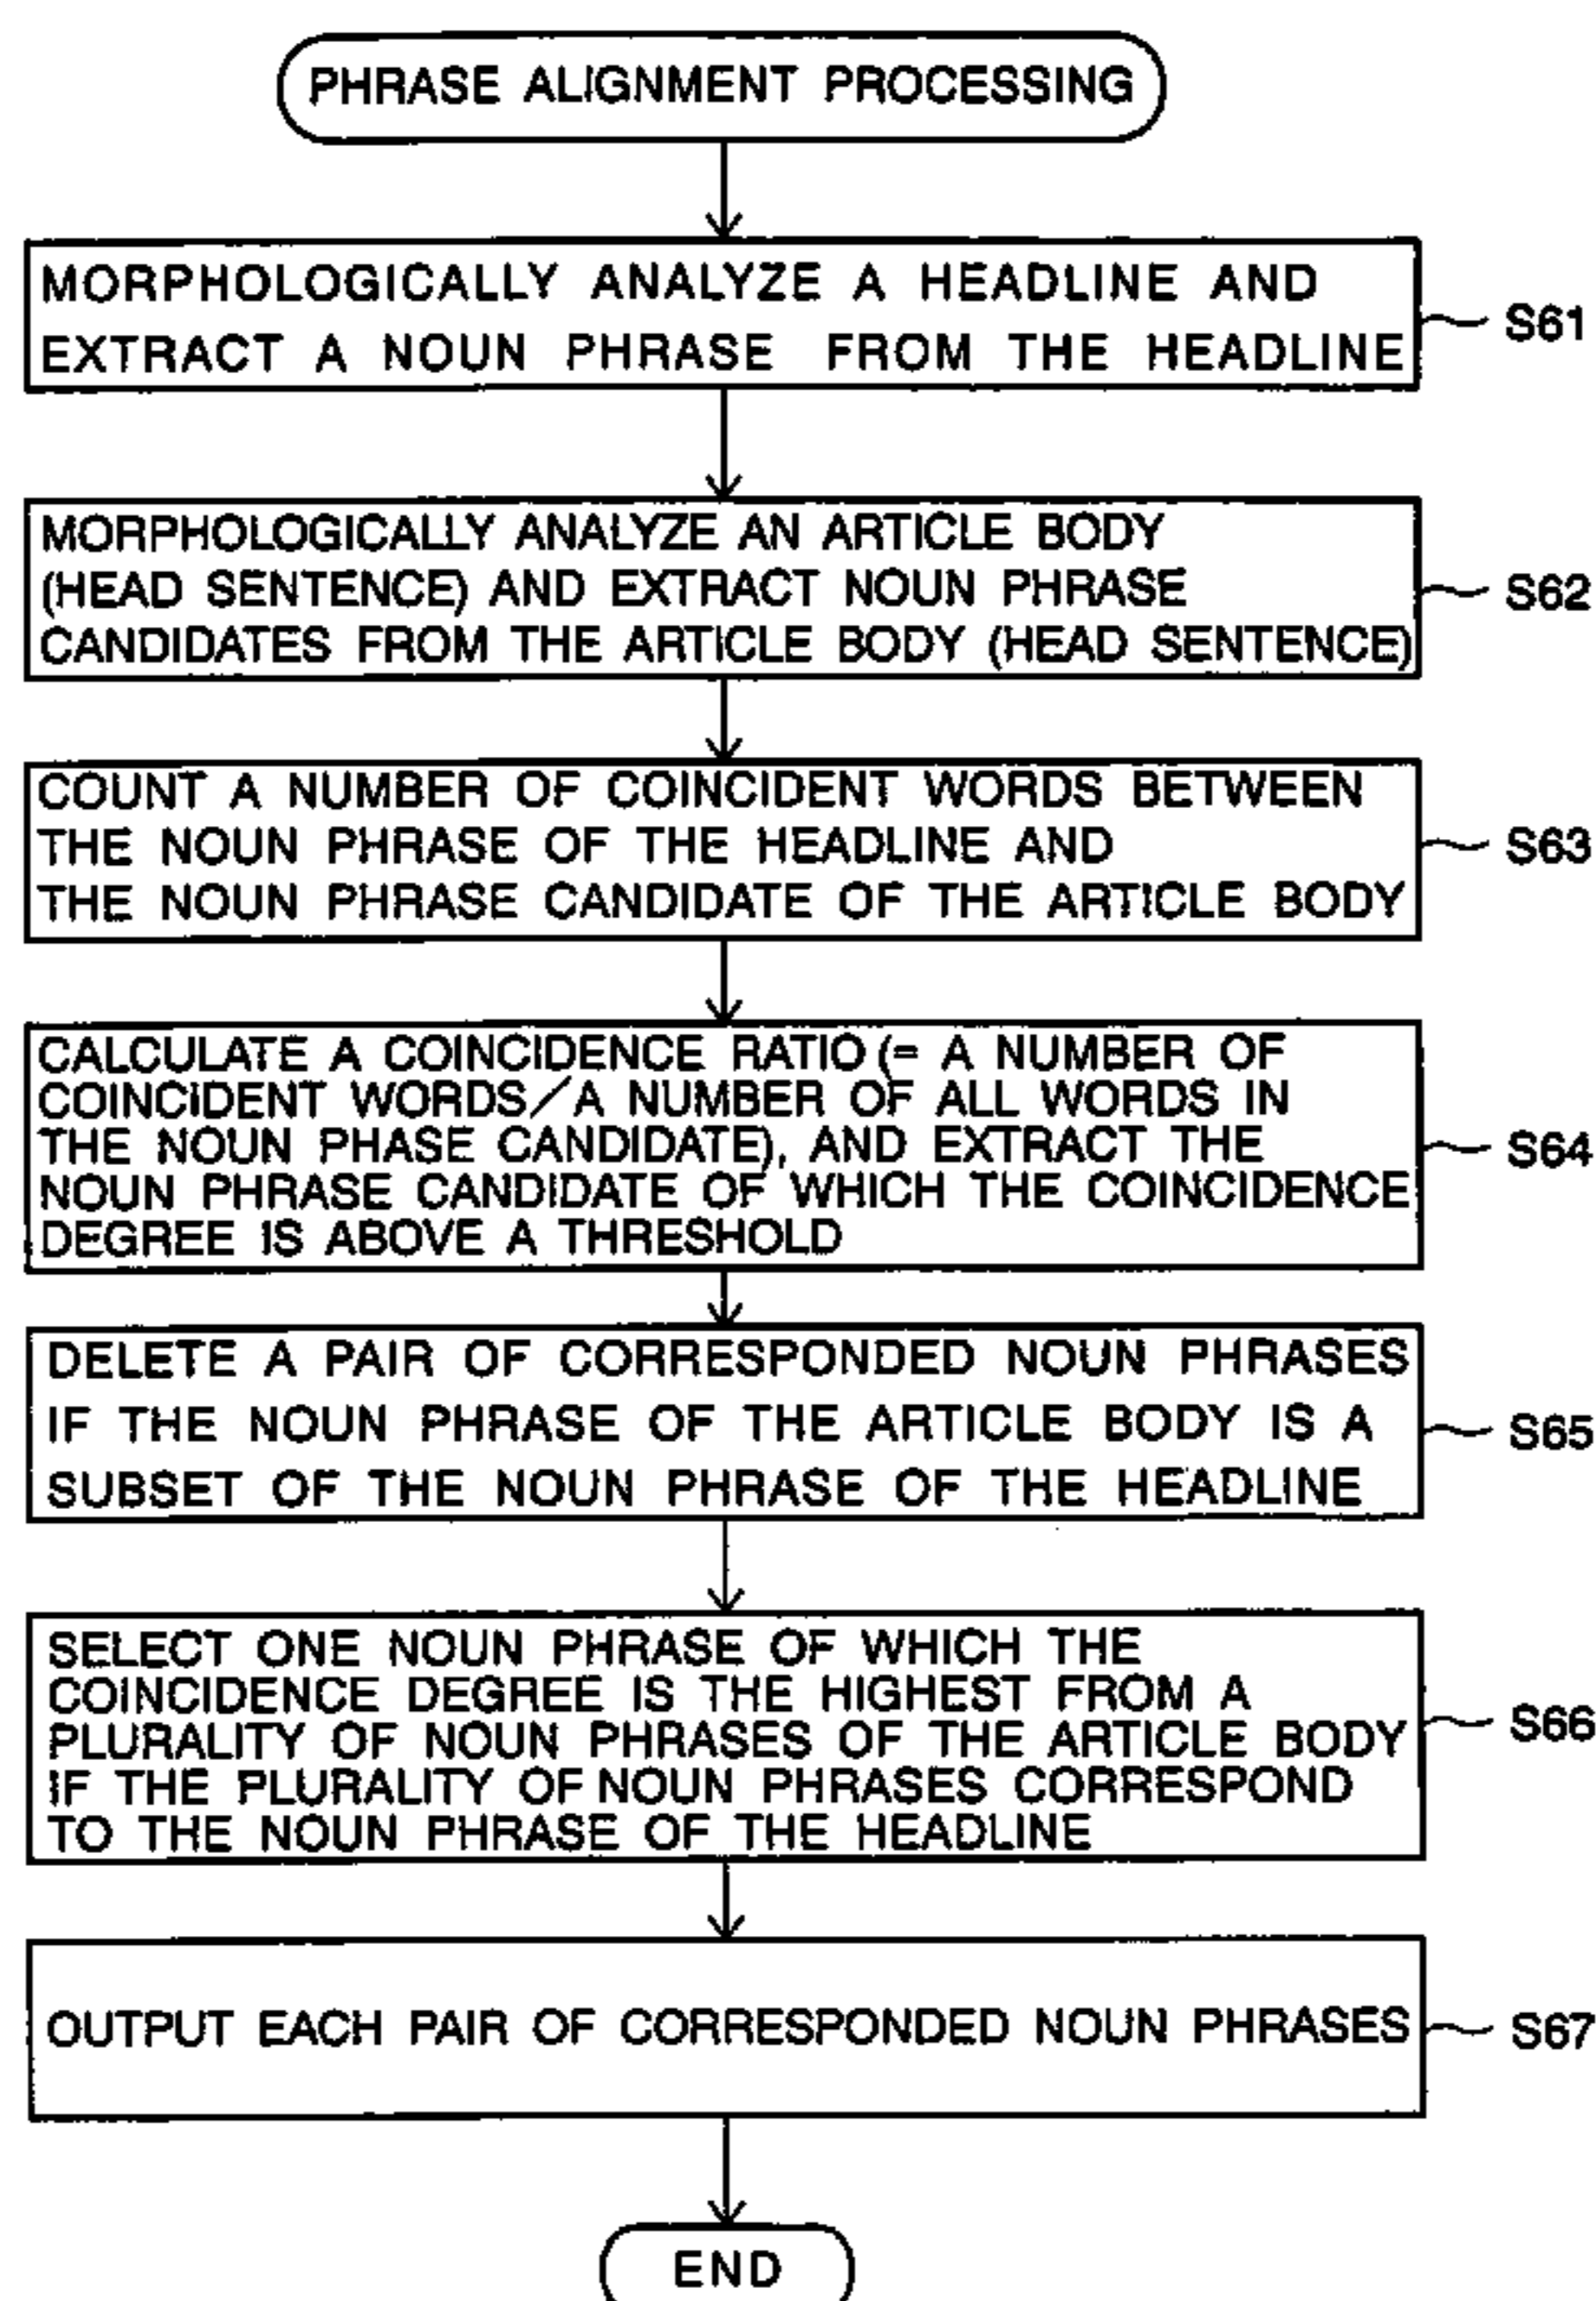 PHRASE ALIGNMENT PROCESSING
MORPHOLOGICALLY ANALYZE A HEADLINE AND
EXTRACT A NOUN PHRASE FROM THE HEADLINE
S61
MORPHOLOGICALLY ANALYZE AN ARTICLE BODY
(HEAD SENTENCE) AND EXTRACT NOUN PHRASE
CANDIDATES FROM THE ARTICLE BODY (HEAD SENTENCE)
S62
COUNT A NUMBER OF COINCIDENT WORDS BETWEEN
THE NOUN PHRASE OF THE HEADLINE AND
THE NOUN PHRASE CANDIDATE OF THE ARTICLE BODY
S63
CALCULATE A COINCIDENCE RATIO (= A NUMBER OF
COINCIDENT WORDS/A NUMBER OF ALL WORDS IN
THE NOUN PHASE CANDIDATE), AND EXTRACT THE
NOUN PHRASE CANDIDATE OF WHICH THE COINCIDENCE
DEGREE IS ABOVE A THRESHOLD
S64
DELETE A PAIR OF CORRESPONDED NOUN PHRASES
IF THE NOUN PHRASE OF THE ARTICLE BODY IS A
SUBSET OF THE NOUN PHRASE OF THE HEADLINE
S65
SELECT ONE NOUN PHRASE OF WHICH THE
COINCIDENCE DEGREE IS THE HIGHEST FROM A
PLURALITY OF NOUN PHRASES OF THE ARTICLE BODY
IF THE PLURALITY OF NOUN PHRASES CORRESPOND
TO THE NOUN PHRASE OF THE HEADLINE
S66
OUTPUT EACH PAIR OF CORRESPONDED NOUN PHRASES
S67
END